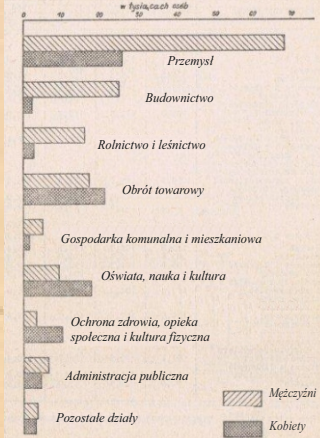 w tysiącach osób
0 10 20 30 40 50 60 70
Przemysł
Budownictwo
Rolnictwo i leśnictwo
Obrót towarowy
Gospodarka komunalna i mieszkaniowa
Oświata, nauka i kultura
Ochrona zdrowia, opieka
społeczna i kultura fizyczna
Administracja publiczna
Pozostałe działy
Mężczyźni
Kobiety